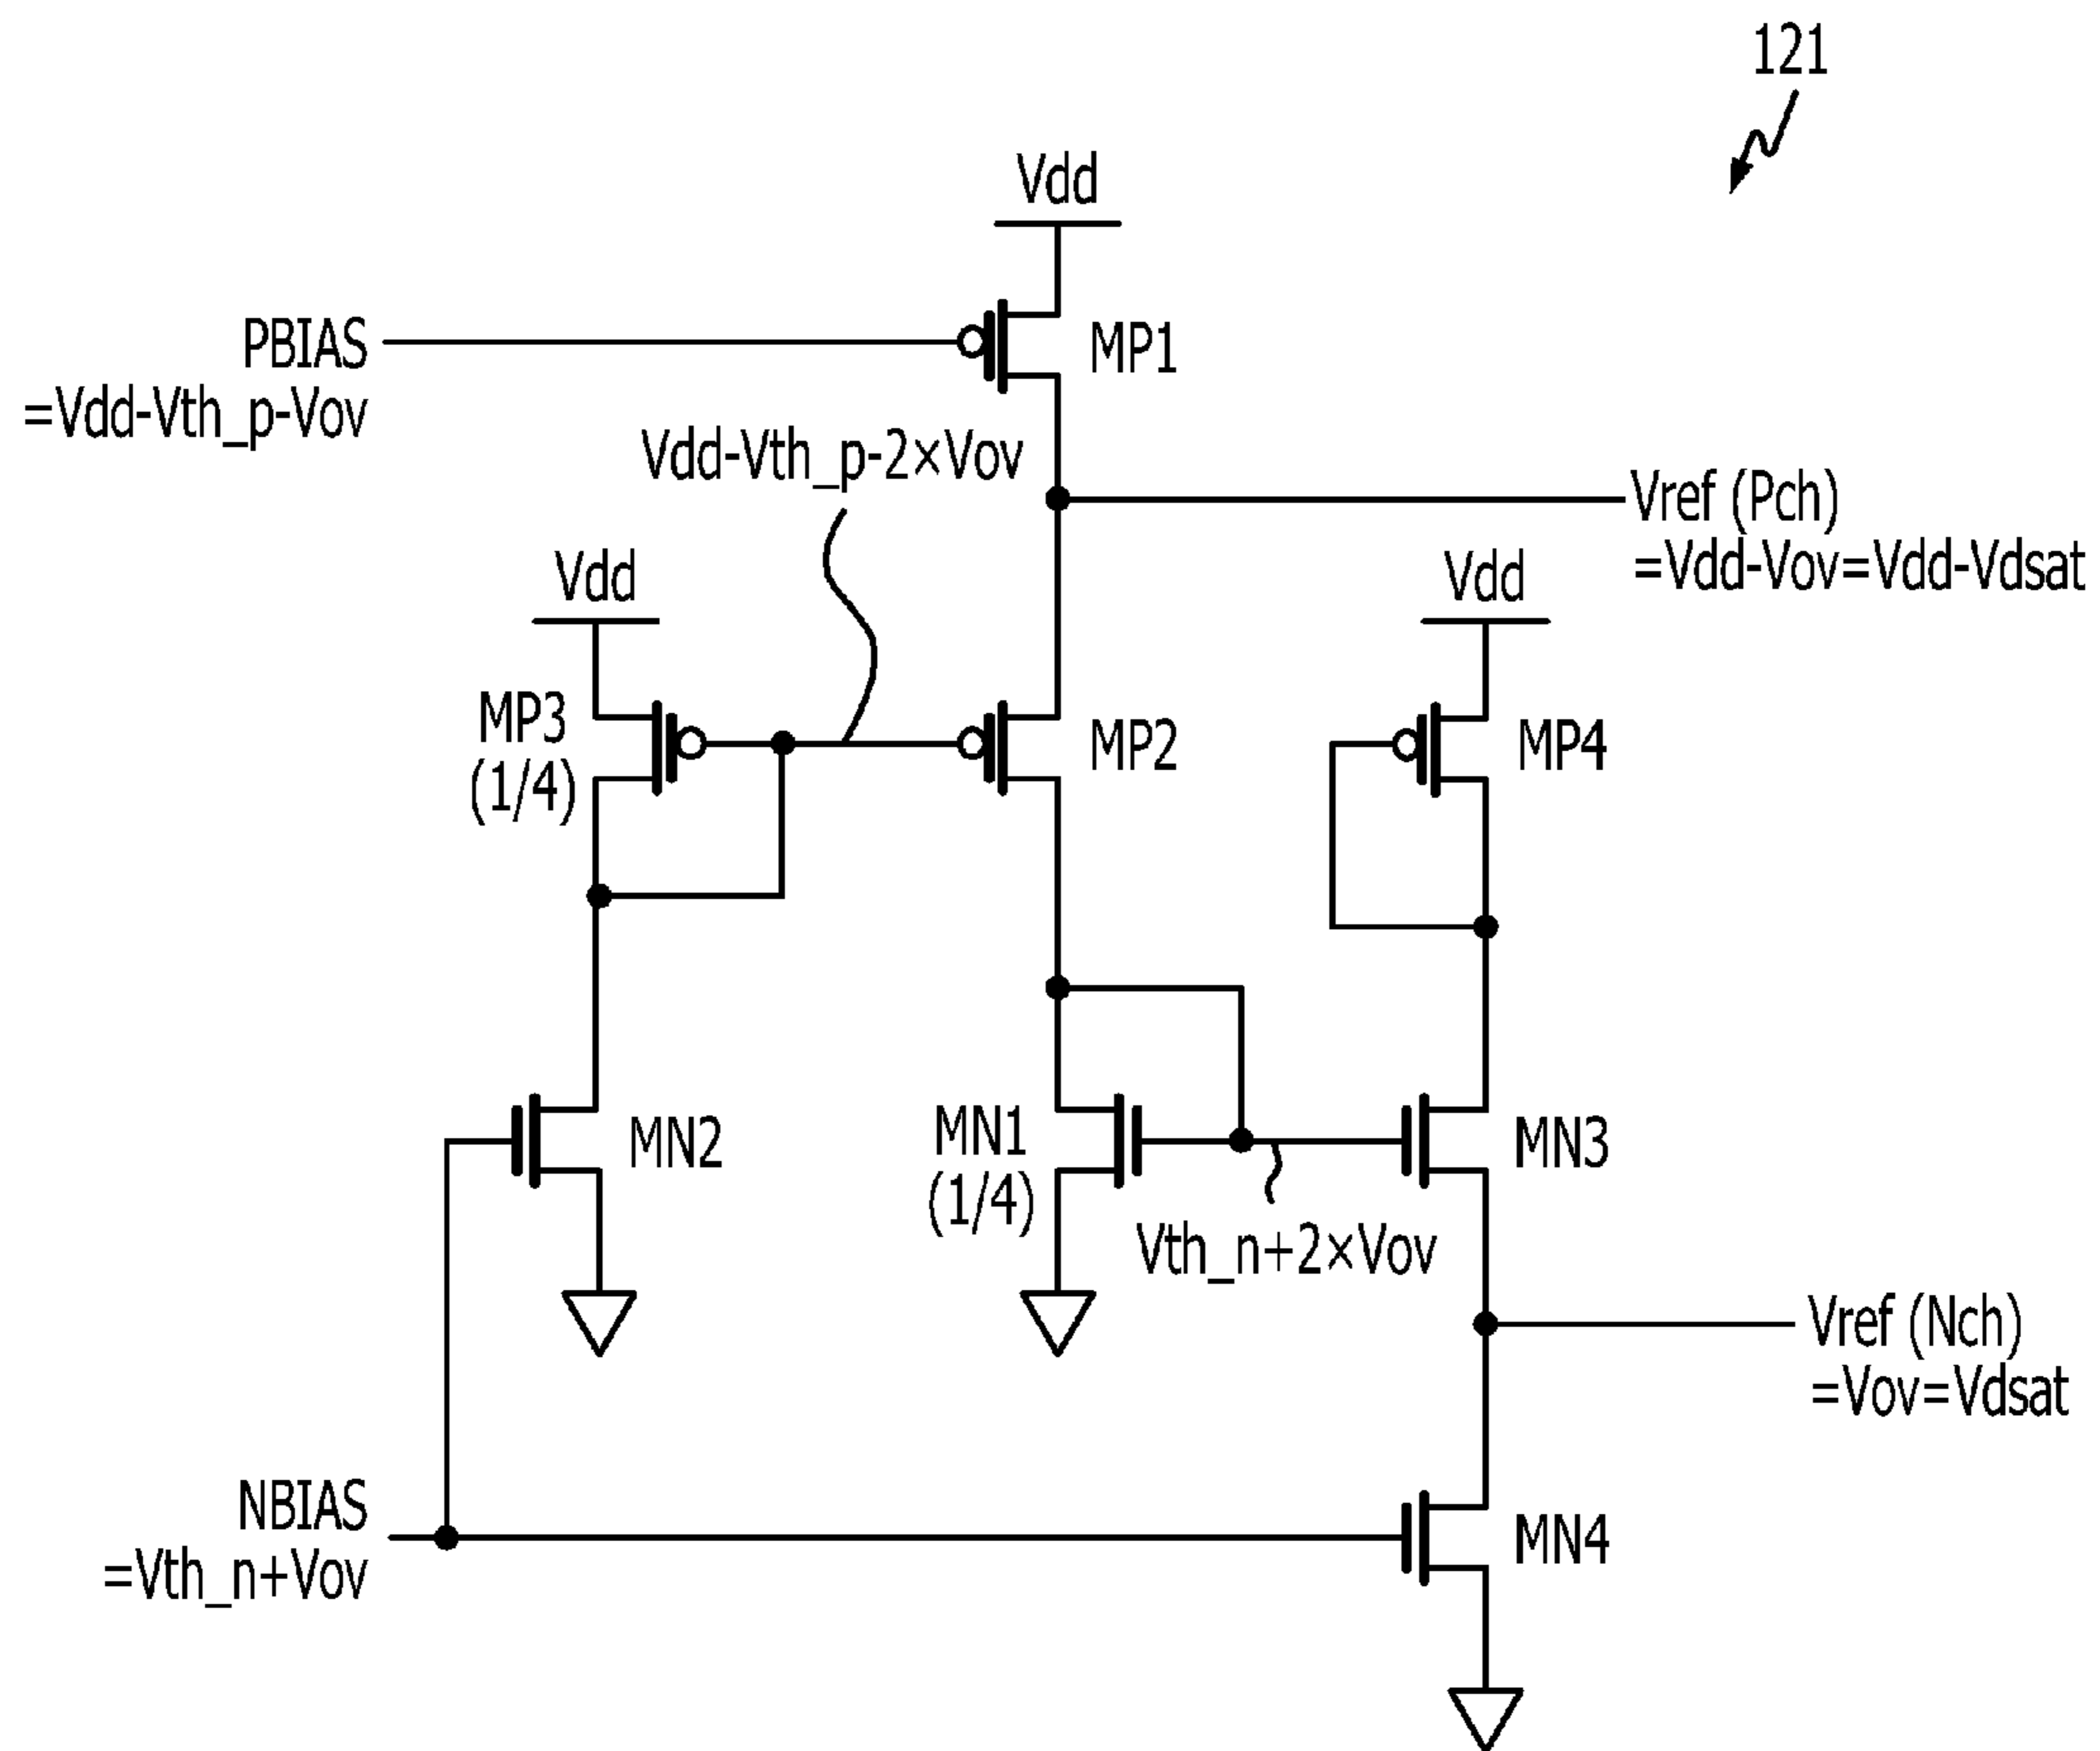 121
Vdd
PBIAS
=Vdd-Vth_p-Vov
MP1
Vdd-Vth_p-2×Vov
Vref (Pch)
=Vdd-Vov=Vdd-Vdsat
Vdd
Vdd
MP3
(1/4)
MP2
MP4
MN2
MN1
(1/4)
MN3
Vth_n+2×Vov
Vref (Nch)
=Vov=Vdsat
NBIAS
=Vth_n+Vov
MN4